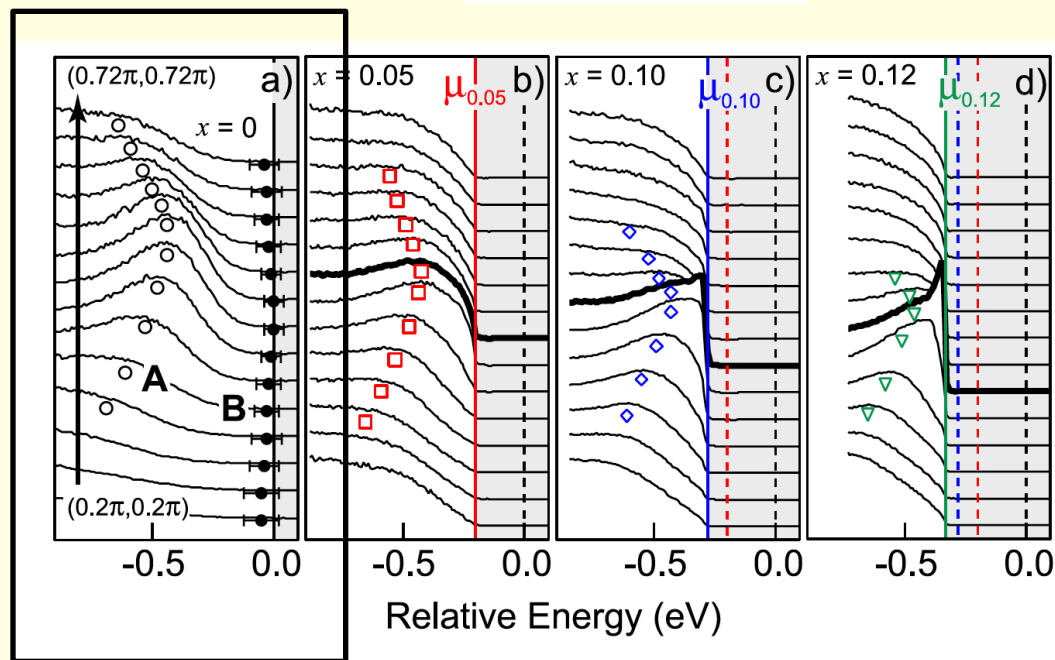 (0.72π,0.72π)
a)
x = 0
A
B
(0.2π,0.2π)
x = 0.05
μ0.05
b)
x = 0.10
μ0.10
c)
x = 0.12
μ0.12
d)
-0.5
0.0
-0.5
0.0
-0.5
0.0
-0.5
0.0
Relative Energy (eV)